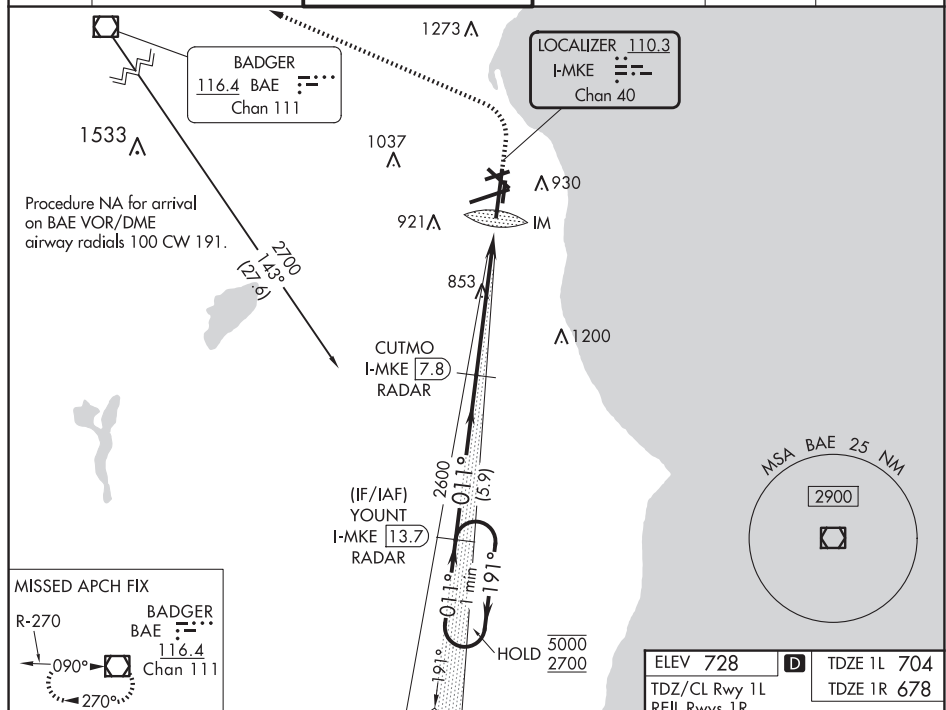 1273
LOCALIZER 110.3
I-MKE
Chan 40
BADGER
116.4 BAE
Chan 111
1533
1037
930
921
IM
Procedure NA for arrival
on BAE VOR/DME
airway radials 100 CW 191.
2700
143°
(27.6)
853
1200
CUTMO
I-MKE 7.8
RADAR
2600
011°
(5.9)
(IF/IAF)
YOUNT
I-MKE 13.7
RADAR
011°
1 min
191°
HOLD 5000
2700
191°
MSA BAE 25 NM
2900
MISSED APCH FIX
R-270
BADGER
BAE
116.4
Chan 111
090°
270°
ELEV 728
D
TDZE 1L 704
TDZE 1R 678
TDZ/CL Rwy 1L
REIL Rwys 1R